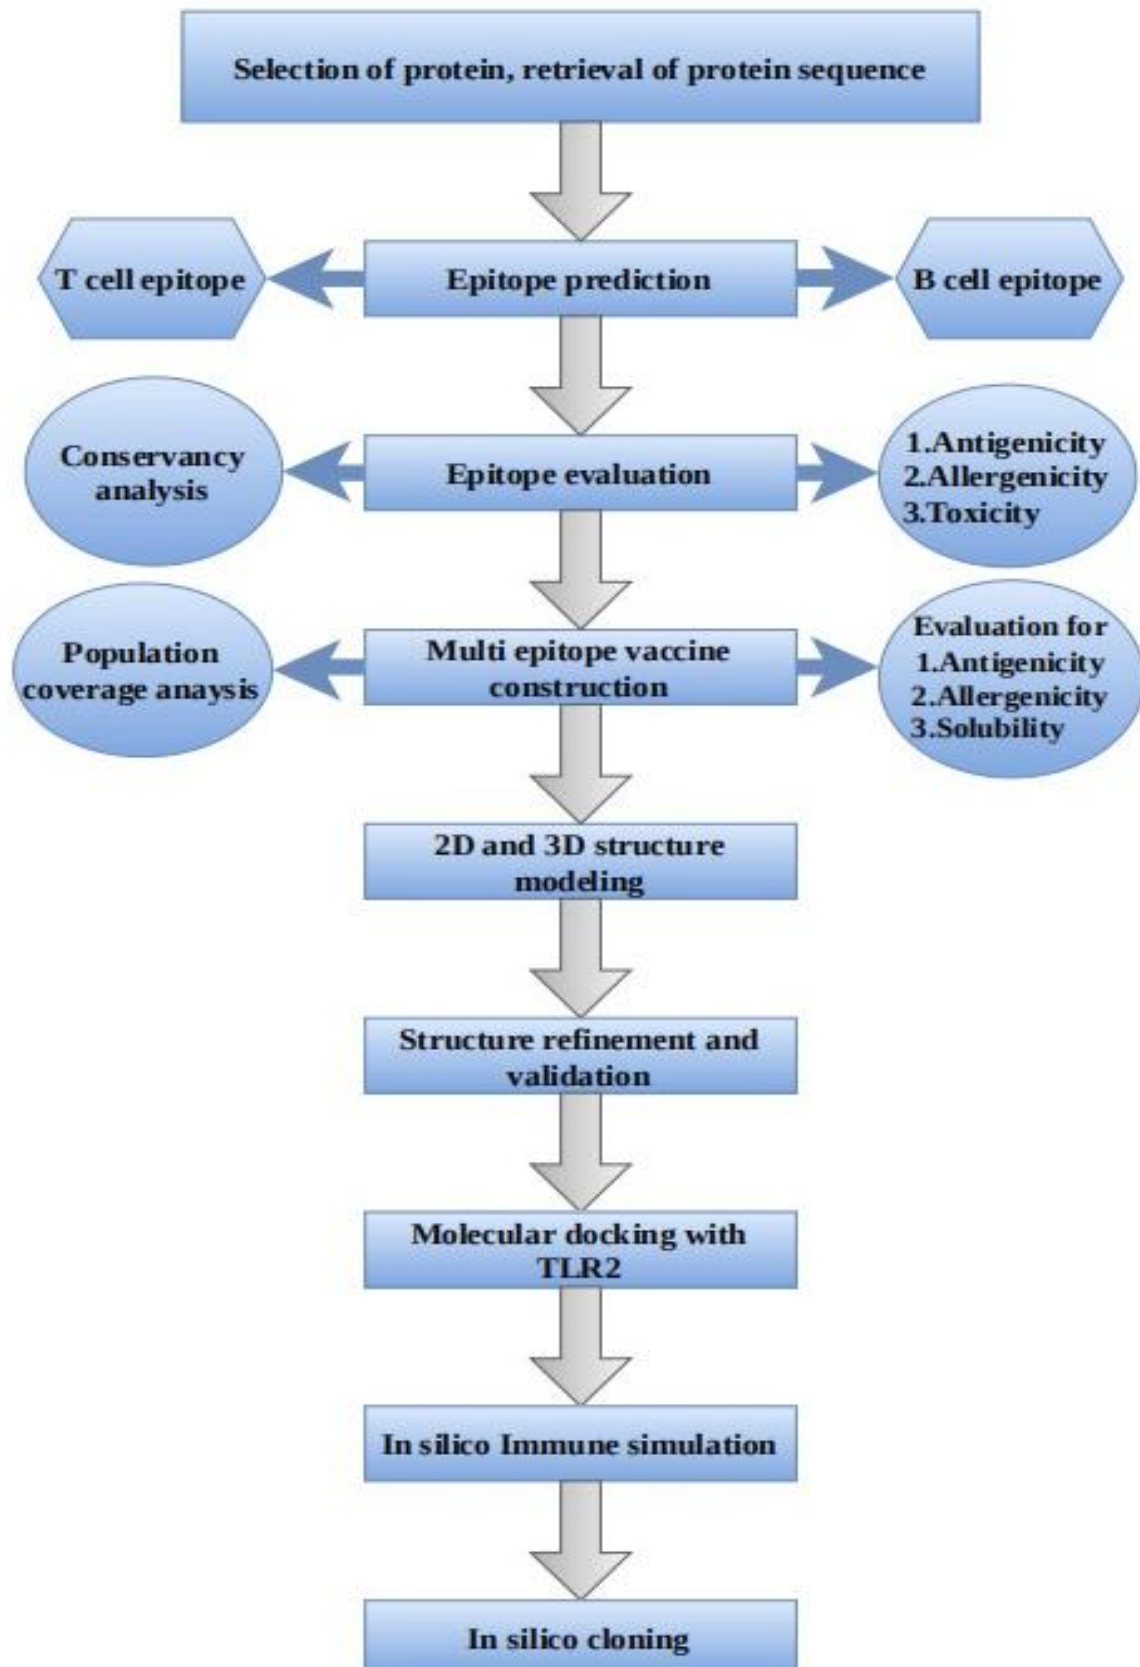 Selection of protein, retrieval of protein sequence
T cell epitope
Epitope prediction
B cell epitope
Conservancy
analysis
Epitope evaluation
1.Antigenicity
2.Allergenicity
3.Toxicity
Population
coverage anaysis
Multi epitope vaccine
construction
Evaluation for
1.Antigenicity
2.Allergenicity
3.Solubility
2D and 3D structure
modeling
Structure refinement and
validation
Molecular docking with
TLR2
In silico Immune simulation
In silico cloning